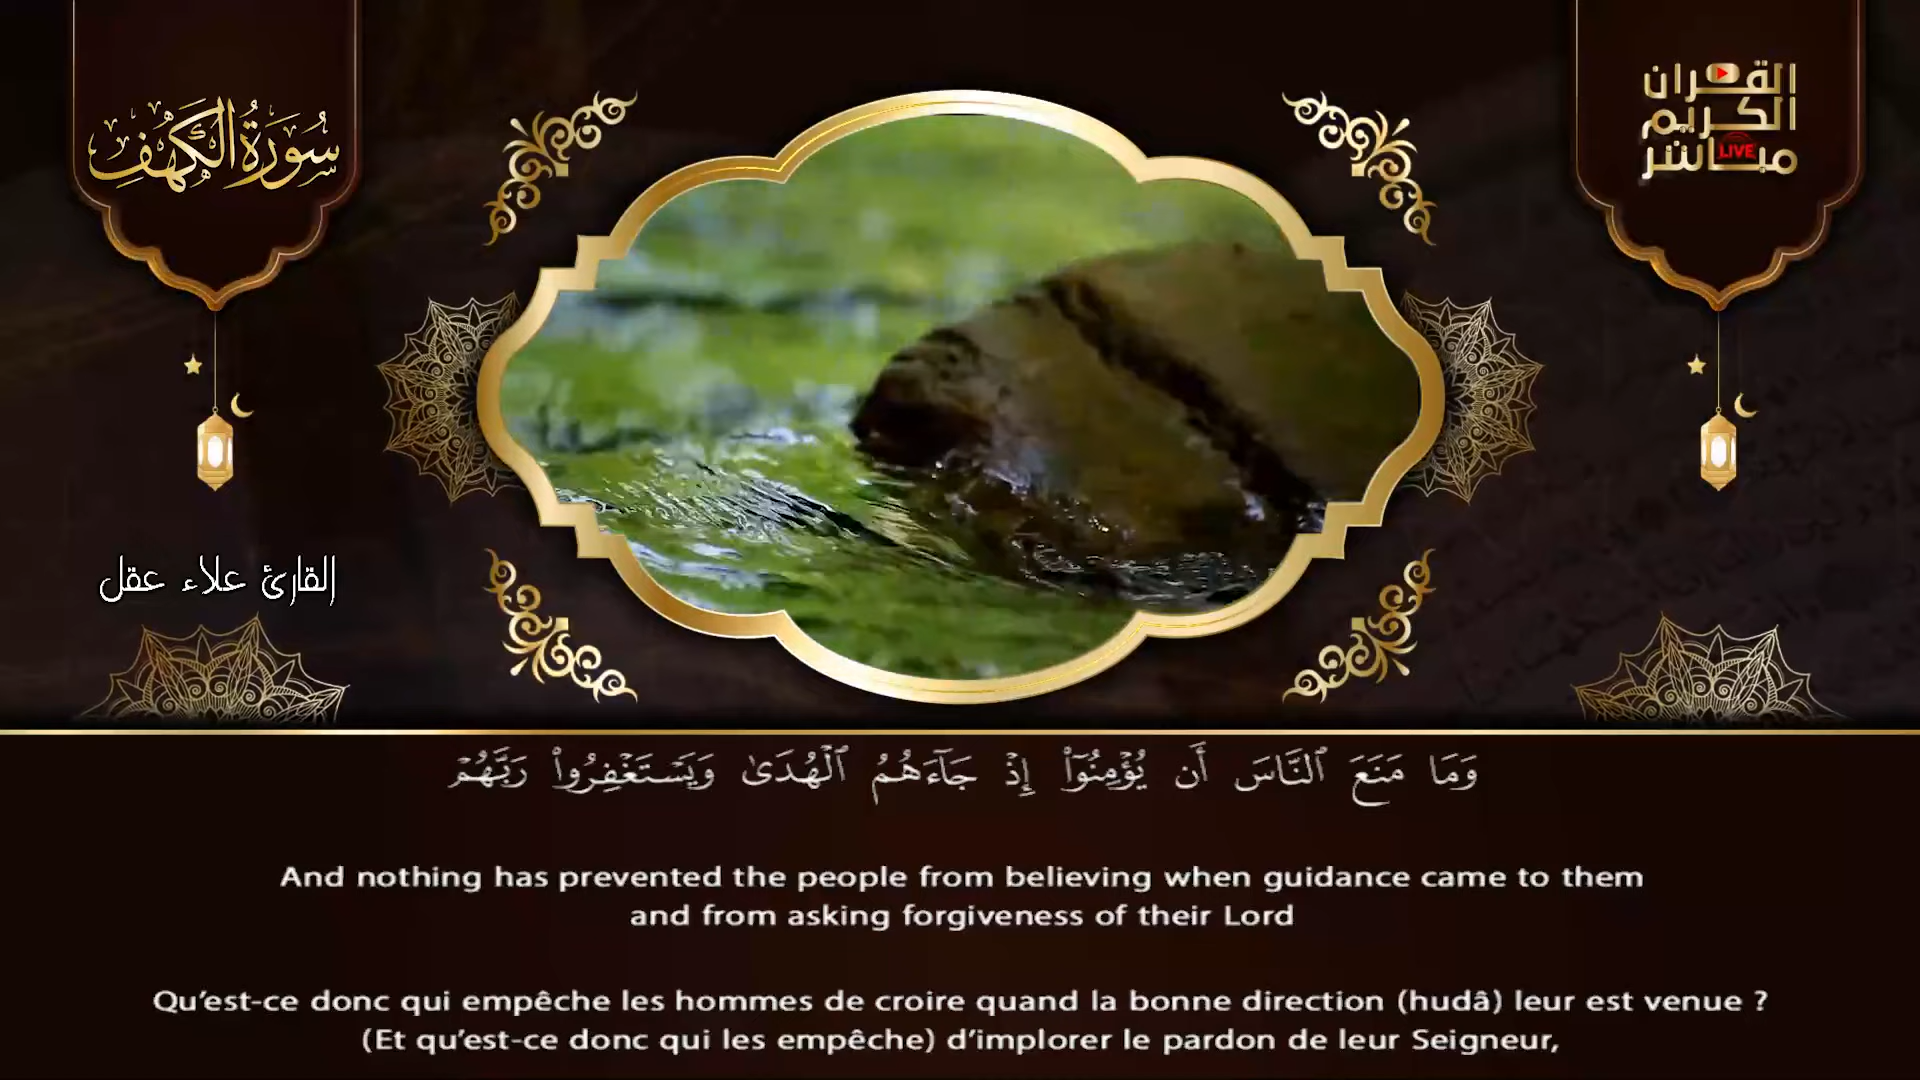 سُورَةُ الكَهْفِ
القران
الكريم
مباشر
LIVE
القارئ علاء عقل
وَمَا مَنَعَ ٱلنَّاسَ أَن يُؤْمِنُوٓا۟ إِذْ جَآءَهُمُ ٱلْهُدَىٰ وَيَسْتَغْفِرُوا۟ رَبَّهُمْ
And nothing has prevented the people from believing when guidance came to them
and from asking forgiveness of their Lord
Qu’est-ce donc qui empêche les hommes de croire quand la bonne direction (hudâ) leur est venue ?
(Et qu’est-ce donc qui les empêche) d’implorer le pardon de leur Seigneur,